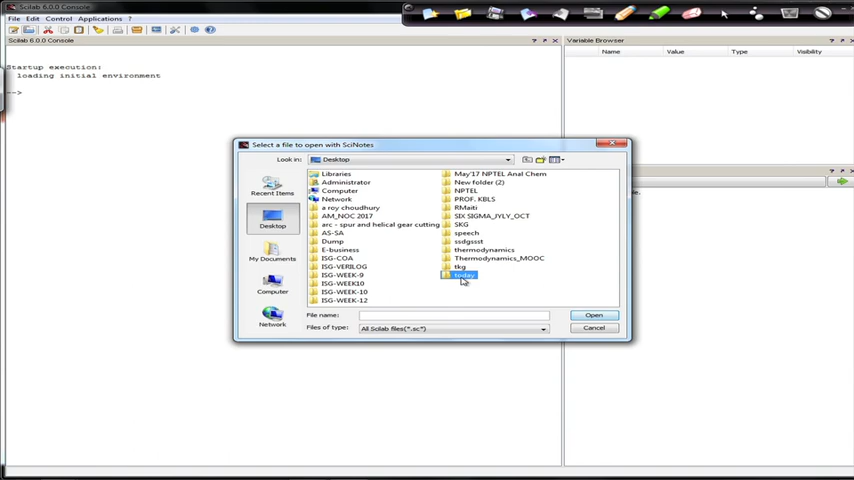 Scilab 6.0.0 Console
File Edit Control Applications ?
Scilab 6.0.0 Console
Variable Browser
Name Value Type Visibility
Startup execution:
loading initial environment
-->
Select a file to open with SciNotes
Look in: Desktop
Recent Items
Desktop
My Documents
Computer
Network
Libraries
Administrator
Computer
Network
a roy choudhury
AM_NOC 2017
arc - spur and helical gear cutting
AS-SA
Dump
E-business
ISG-COA
ISG-VERILOG
ISG-WEEK-9
ISG-WEEK10
ISG-WEEK-10
ISG-WEEK-12
May'17 NPTEL Anal Chem
New folder (2)
NPTEL
PROF. KBLS
RMaiti
SIX SIGMA_JYLY_OCT
SKG
speech
ssdgssst
thermodynamics
Thermodynamics_MOOC
tkg
today
File name:
Open
Files of type: All Scilab files(*.sc*)
Cancel